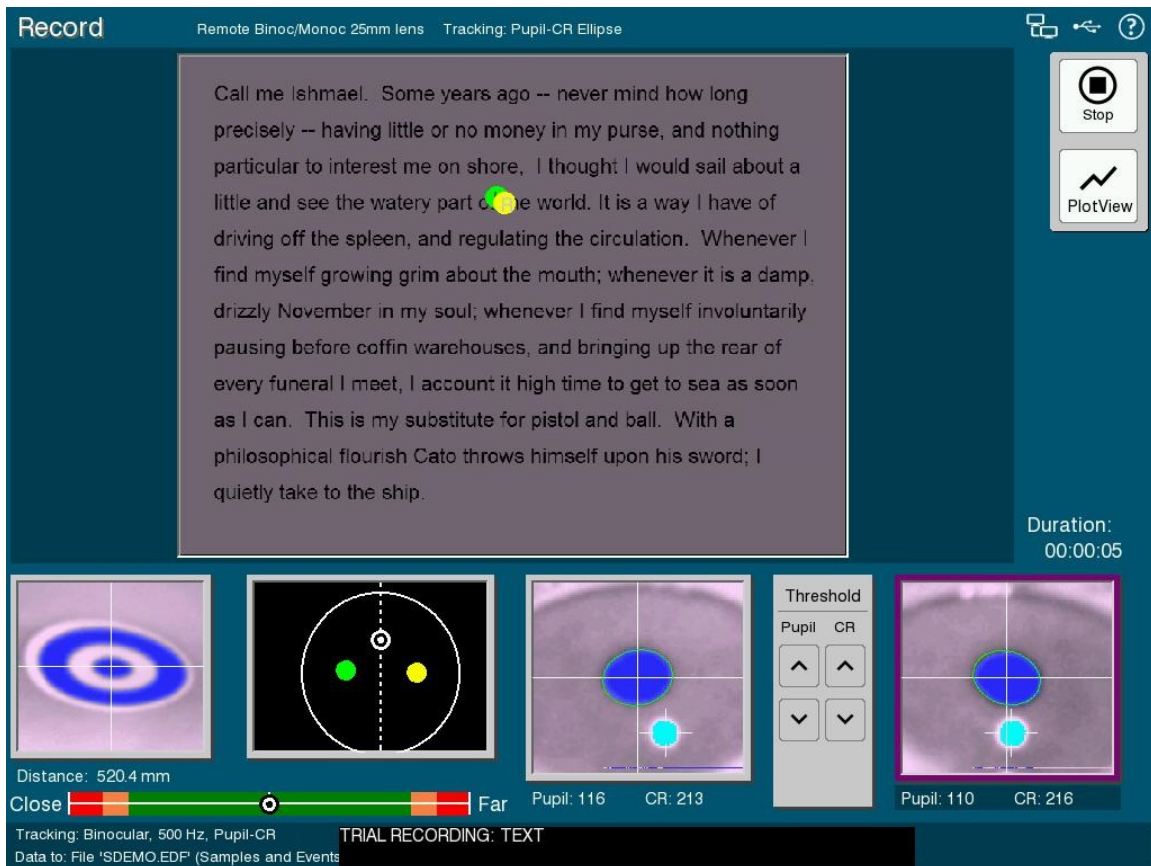 Record
Remote Binoc/Monoc 25mm lens Tracking: Pupil-CR Ellipse
?
Call me Ishmael. Some years ago -- never mind how long
precisely -- having little or no money in my purse, and nothing
particular to interest me on shore, I thought I would sail about a
little and see the watery part world. It is a way I have of
driving off the spleen, and regulating the circulation. Whenever I
find myself growing grim about the mouth; whenever it is a damp,
drizzly November in my soul; whenever I find myself involuntarily
pausing before coffin warehouses, and bringing up the rear of
every funeral I meet, I account it high time to get to sea as soon
as I can. This is my substitute for pistol and ball. With a
philosophical flourish Cato throws himself upon his sword; I
quietly take to the ship.
Stop
PlotView
Duration:
00:00:05
Threshold
Pupil CR
Distance: 520.4 mm
Close Far
Pupil: 116 CR: 213
Pupil: 110 CR: 216
Tracking: Binocular, 500 Hz, Pupil-CR
Data to: File 'SDEMO.EDF' (Samples and Events
TRIAL RECORDING: TEXT